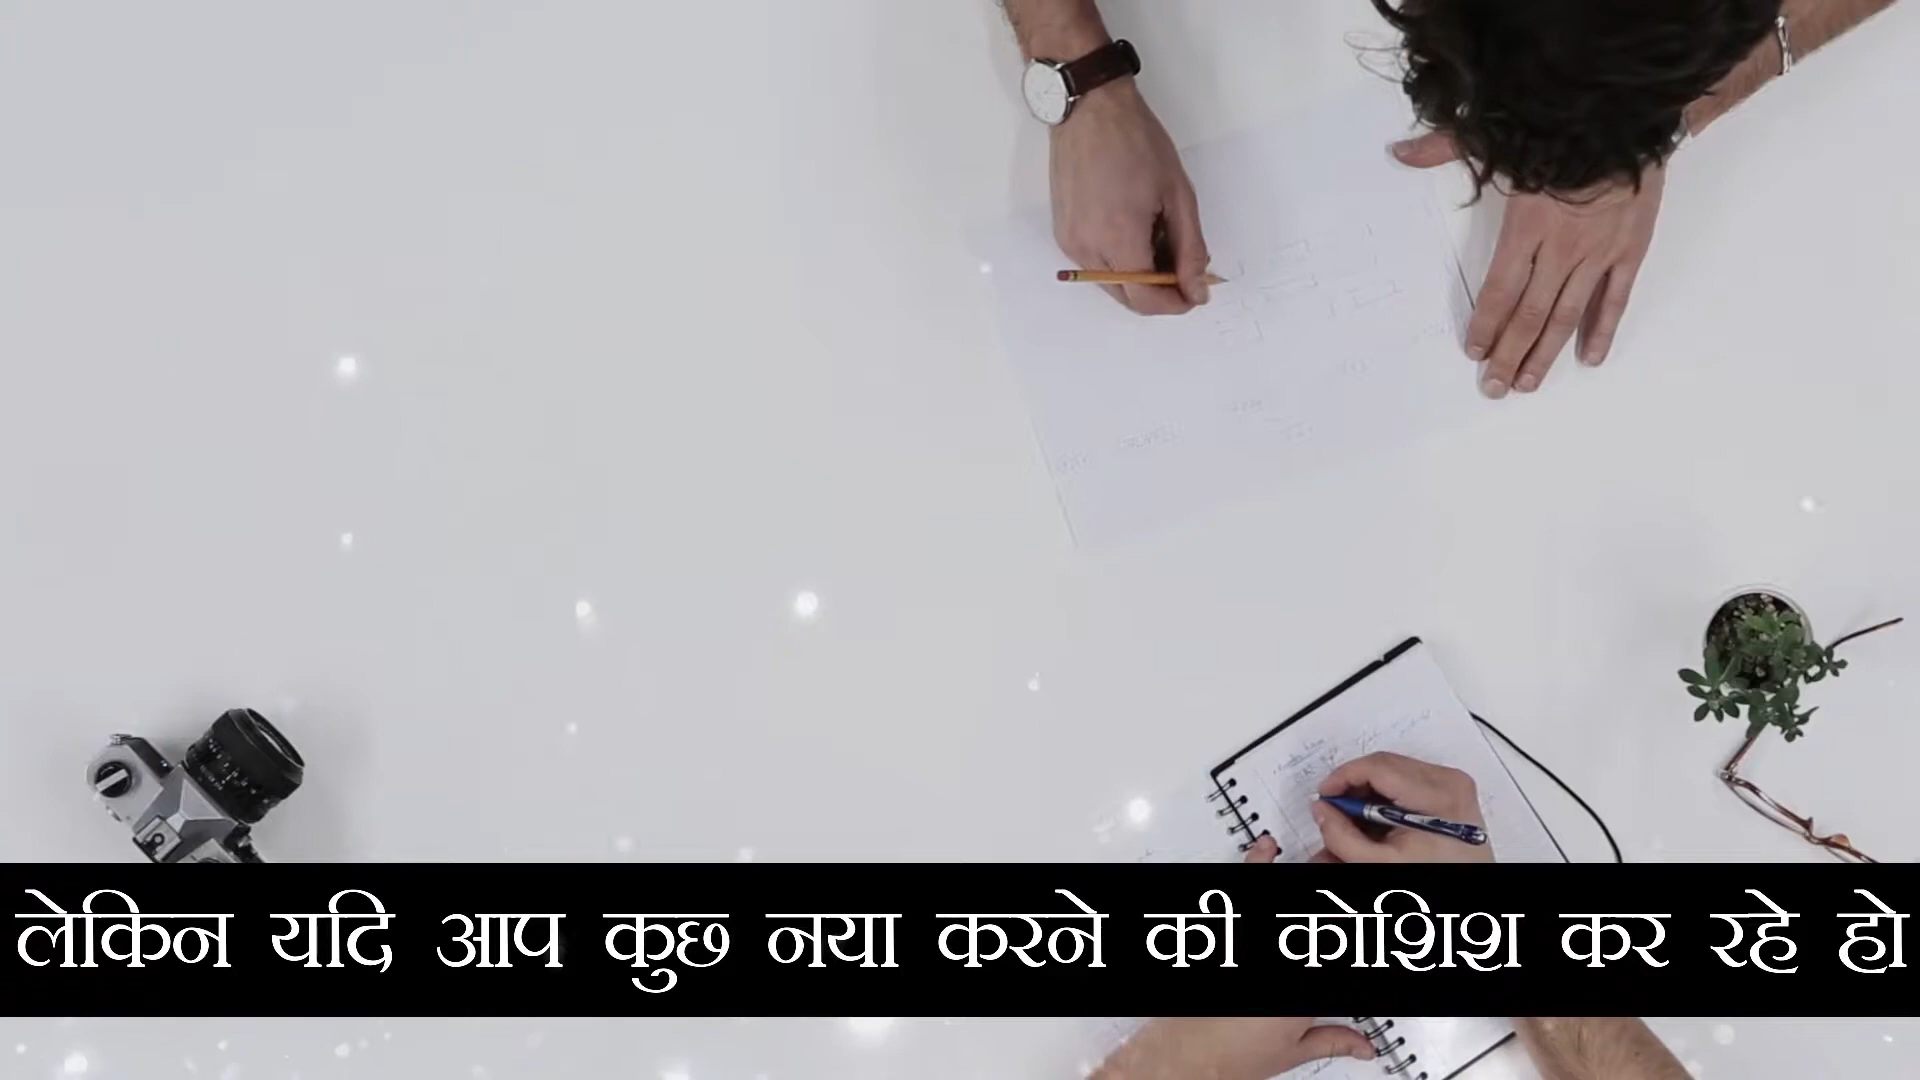 लेकिन यदि आप कुछ नया करने की कोशिश कर रहे हो